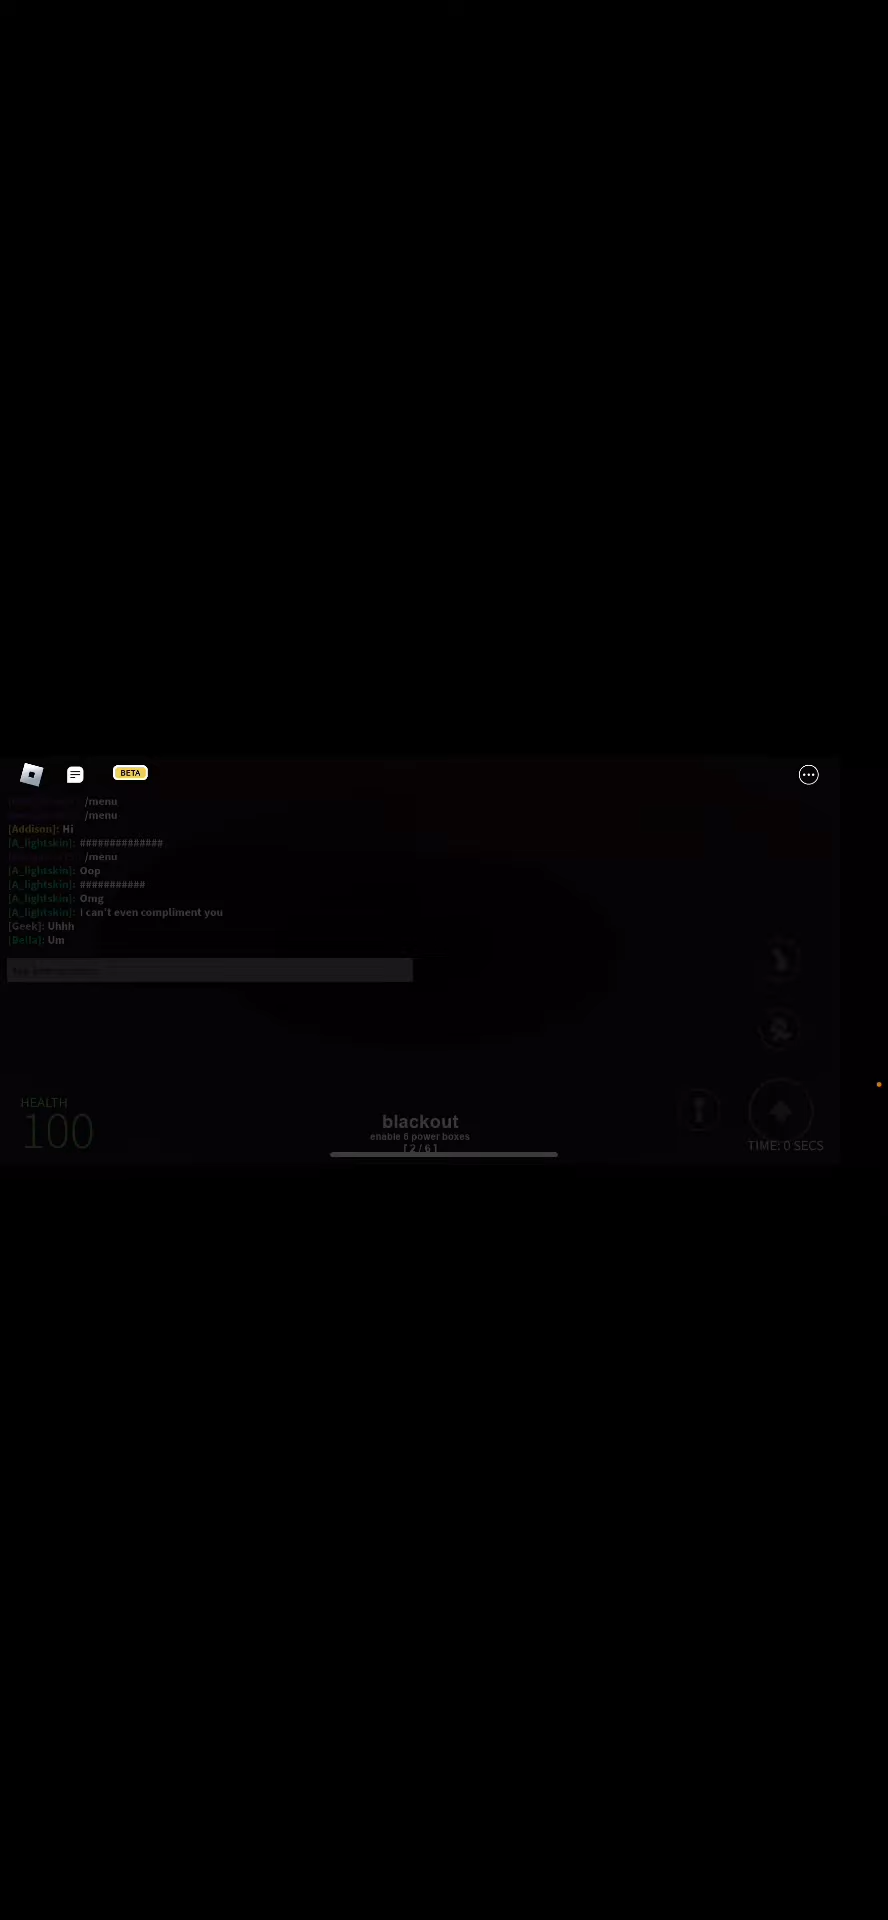 BETA
/menu
/menu
[Addison]: Hi
[A_lightskin]: ##############
/menu
[A_lightskin]: Oop
[A_lightskin]: ###########
[A_lightskin]: Omg
[A_lightskin]: I can't even compliment you
[Geek]: Uhhh
[Bella]: Um
HEALTH
100
blackout
enable 6 power boxes
[ 2 / 6 ]
TIME: 0 SECS